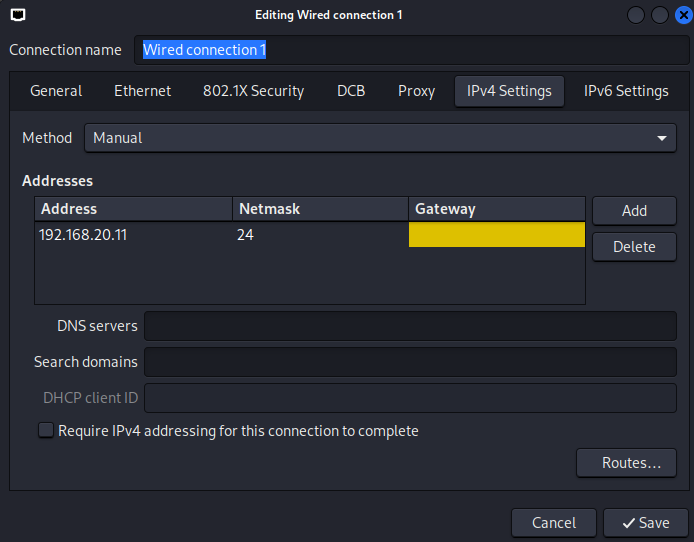 Editing Wired connection 1
Connection name Wired connection 1
General Ethernet 802.1X Security DCB Proxy IPv4 Settings IPv6 Settings
Method Manual
Addresses
Address Netmask Gateway Add
192.168.20.11 24
Delete
DNS servers
Search domains
DHCP client ID
Require IPv4 addressing for this connection to complete
Routes…
Cancel Save